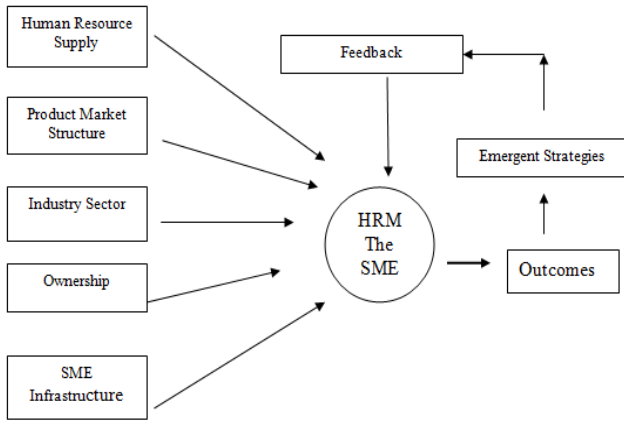 Human Resource
Supply
Feedback
Product Market
Structure
Emergent Strategies
Industry Sector
HRM
The
SME
Ownership
Outcomes
SME
Infrastructure